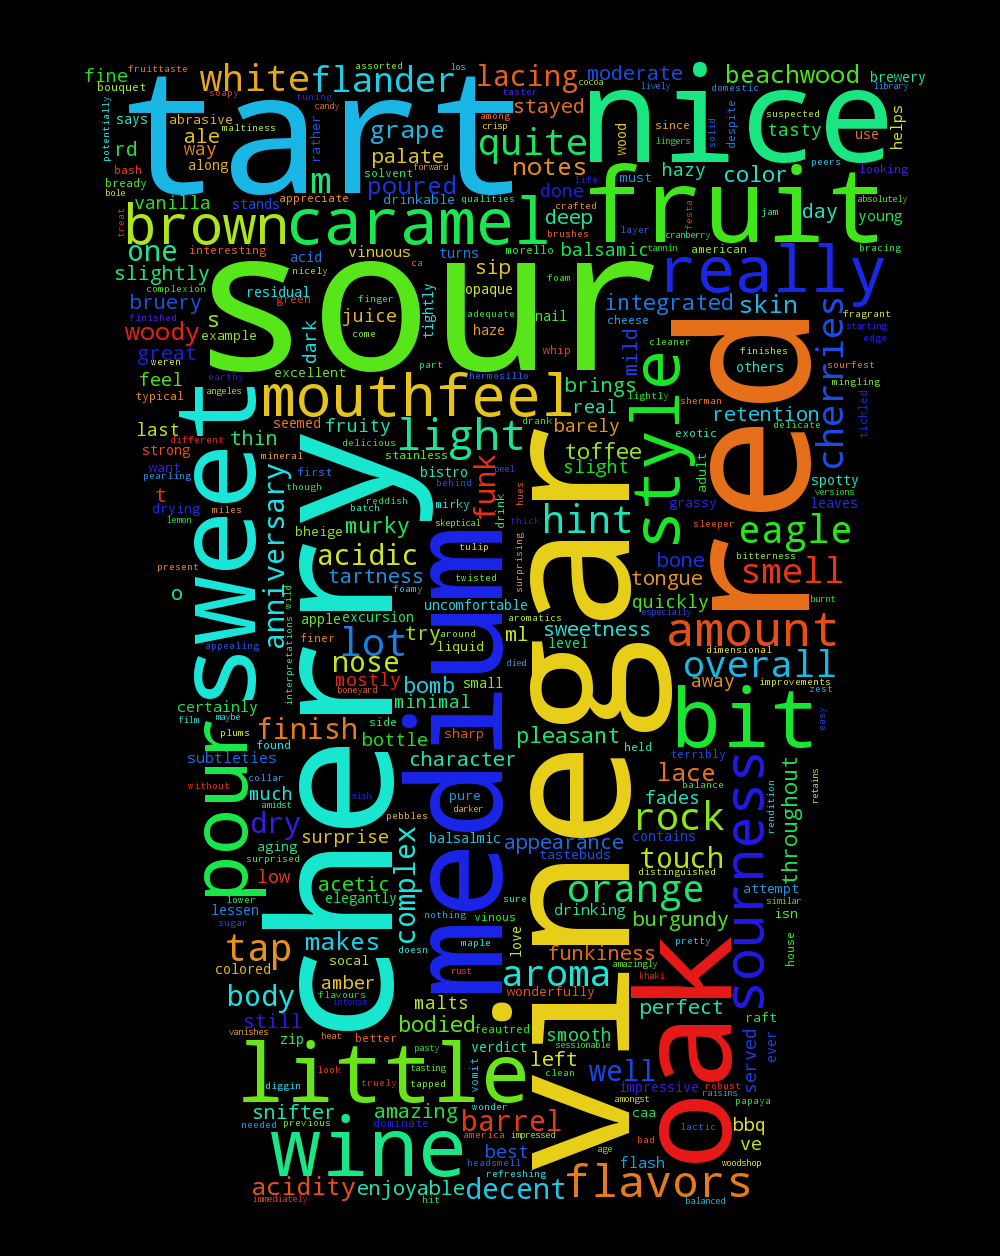 fruittaste assorted los
fine white flander lacing moderate beachwood brewery
bouquet soapy tuning candy taster cocoa lively domestic library
tart nice
potentially says abrasive maltiness rather grape among crisp stayed wood since solid despite suspected tasty use helps
rd ale way along palate quite lingers
bash solvent forward notes hazy color peers looking
bready m poured life must absolutely
bole vanilla stands appreciate drinkable qualities done crafted fruit layer festa jam day young
treat brown caramel deep brushes cranberry tannin bracing
one interesting acid nicely vinuous turns morello balsamic american
slightly sour sip foam really
complexion residual green finger ca tightly opaque integrated skin fragrant
bruery finished s juice adequate haze nail cheese cleaner starting edge
woody example dark come whip mild finishes cherries
great weren earthy excellent part hermosillo lightly others sourfest
feel typical angeles mouthfeel brings style red mingling
last seemed fruity light drank real barely sherman retention delicate tickled
strong different thin delicious stainless toffee exotic
want mineral first bistro funk peel slight adult spotty
t pearling though reddish behind drink hues grassy versions leaves
drying miles batch mirky thick hint sleeper eagle
lemon bheige murky skeptical bitterness
sweet anniversary acidic tulip surprising bone smell
present tartness foamy twisted tongue burnt
o wild uncomfortable quickly especially
interpretations apple excursion aromatics sweetness amount
appealing finer lot try around ml level dimensional
cherry nose liquid died overall
mostly boneyard bomb small away improvements
certainly minimal zest easy
film maybe plums finish side bottle medium sharp pleasant held bit
pour found character vinegar terribly
subtleties collar lace balance
without much wish pure fades rendition retains
amidst pebbles darker rock throughout
dry surprise balsalmic appearance contains
aging surprised complex tastebuds touch sourness
low acetic distinguished
lower elegantly sure orange attempt
lessen nothing vinous drinking burgundy similar isn
sugar makes doesn maple love pretty house
tap socal funkiness amazingly
colored amber rust aroma khaki oak
body flavours intense malts wonderfully perfect
still bodied feautred smooth raft
vanishes zip heat better verdict sessionable served ever
look pasty tasting vomit left well
diggin truely tapped clean impressive robust
little amongst raisins papaya
snifter amazing wonder caa
needed previous dominate barrel age bad lactic bbq
wine america impressed ve
best headsmell flash woodshop
acidity enjoyable refreshing decent flavors
immediately hit balanced